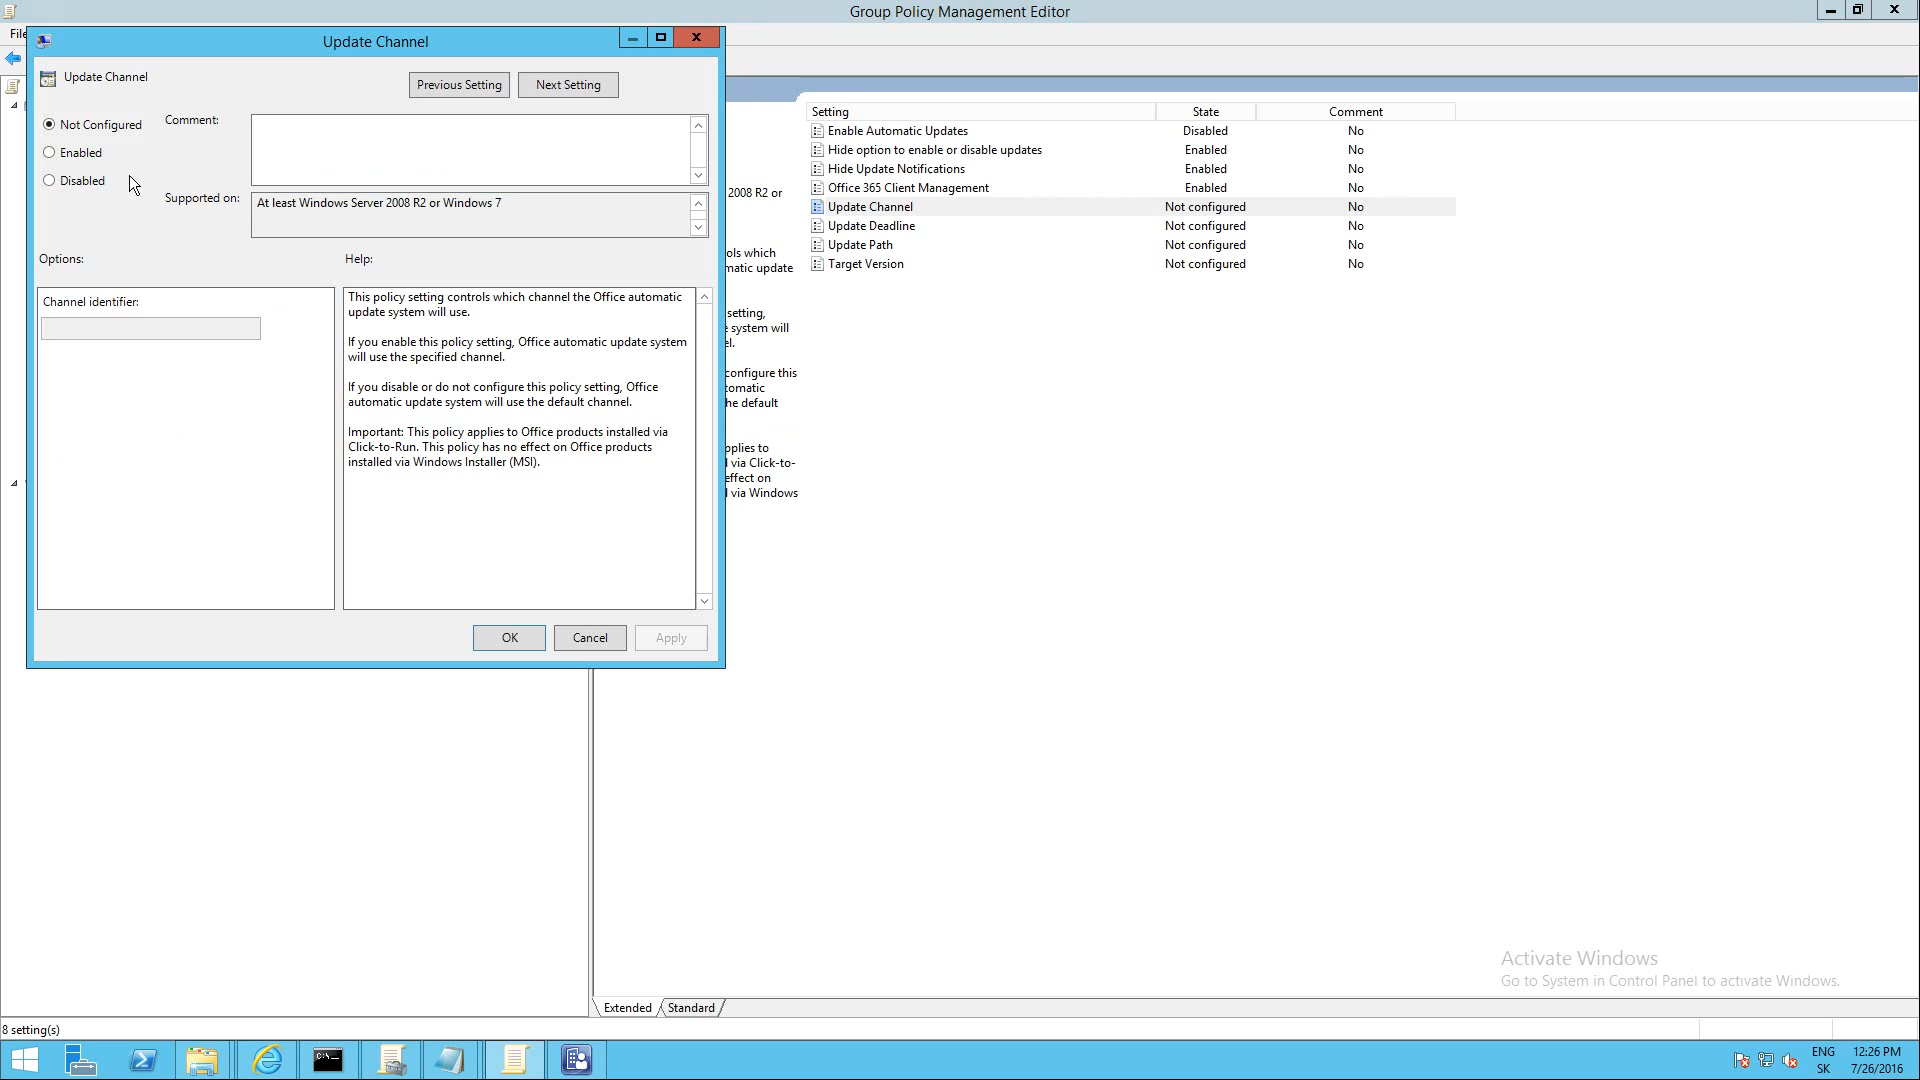 Group Policy Management Editor
File
Update Channel
Update Channel
Previous Setting
Next Setting
Not Configured
Enabled
Disabled
Comment:
Supported on:
At least Windows Server 2008 R2 or Windows 7
Options:
Help:
Channel identifier:
This policy setting controls which channel the Office automatic
update system will use.
If you enable this policy setting, Office automatic update system
will use the specified channel.
If you disable or do not configure this policy setting, Office
automatic update system will use the default channel.
Important: This policy applies to Office products installed via
Click-to-Run. This policy has no effect on Office products
installed via Windows Installer (MSI).
OK
Cancel
Apply
2008 R2 or
ols which
matic update
setting,
system will
el.
configure this
tomatic
he default
pplies to
via Click-to-
effect on
via Windows
Setting State Comment
Enable Automatic Updates Disabled No
Hide option to enable or disable updates Enabled No
Hide Update Notifications Enabled No
Office 365 Client Management Enabled No
Update Channel Not configured No
Update Deadline Not configured No
Update Path Not configured No
Target Version Not configured No
Activate Windows
Go to System in Control Panel to activate Windows.
Extended
Standard
8 setting(s)
ENG
SK
12:26 PM
7/26/2016